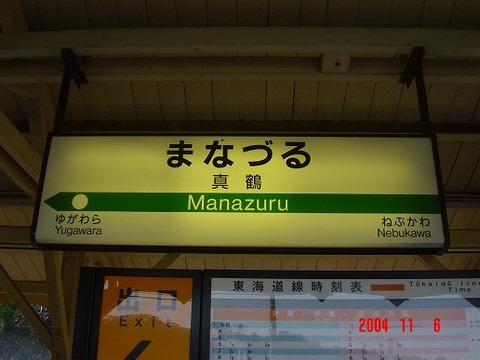 まなづる
真鶴
Manazuru
ゆがわら
Yugawara
ねぶかわ
Nebukawa
出口
Exit
東海道線時刻表
Tōkaidō line
Time
2004 11 6